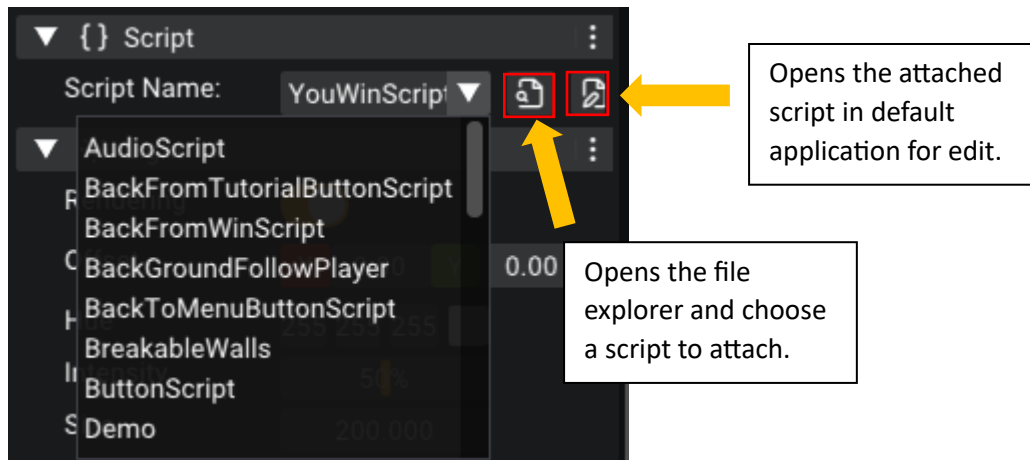 {} Script
Script Name: YouWinScript
Opens the attached
script in default
application for edit.
AudioScript
BackFromTutorialButtonScript
BackFromWinScript
BackGroundFollowPlayer
0.00
BackToMenuButtonScript
BreakableWalls
ButtonScript
Demo
Opens the file
explorer and choose
a script to attach.
255 255 255
50%
200.000